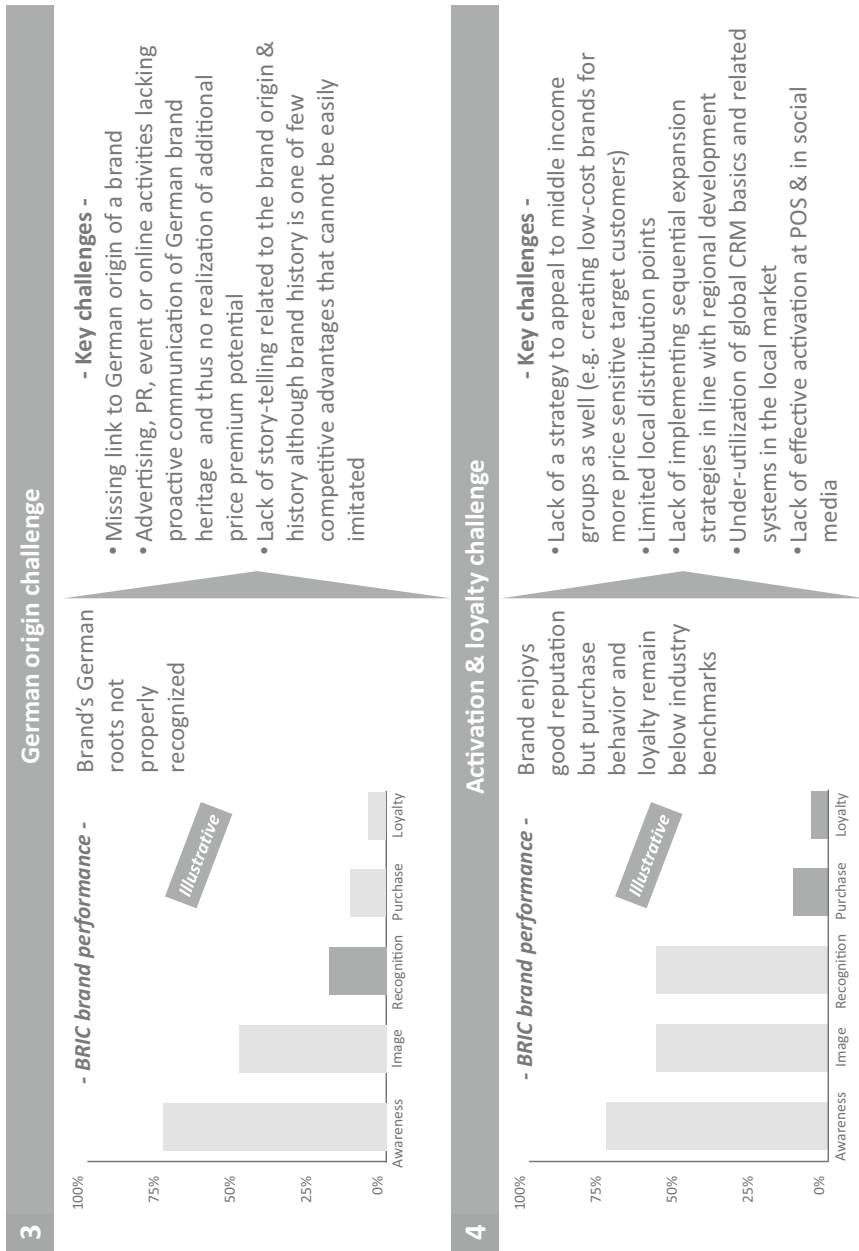 3
German origin challenge
- BRIC brand performance -
100%
75%
50%
25%
0%
Awareness
Image
Recognition
Purchase
Loyalty
Illustrative
Brand's German
roots not
properly
recognized
- Key challenges -
• Missing link to German origin of a brand
• Advertising, PR, event or online activities lacking
proactive communication of German brand
heritage and thus no realization of additional
price premium potential
• Lack of story-telling related to the brand origin &
history although brand history is one of few
competitive advantages that cannot be easily
imitated
4
Activation & loyalty challenge
- BRIC brand performance -
100%
75%
50%
25%
0%
Awareness
Image
Recognition
Purchase
Loyalty
Illustrative
Brand enjoys
good reputation
but purchase
behavior and
loyalty remain
below industry
benchmarks
- Key challenges -
• Lack of a strategy to appeal to middle income
groups as well (e.g. creating low-cost brands for
more price sensitive target customers)
• Limited local distribution points
• Lack of implementing sequential expansion
strategies in line with regional development
• Under-utilization of global CRM basics and related
systems in the local market
• Lack of effective activation at POS & in social
media